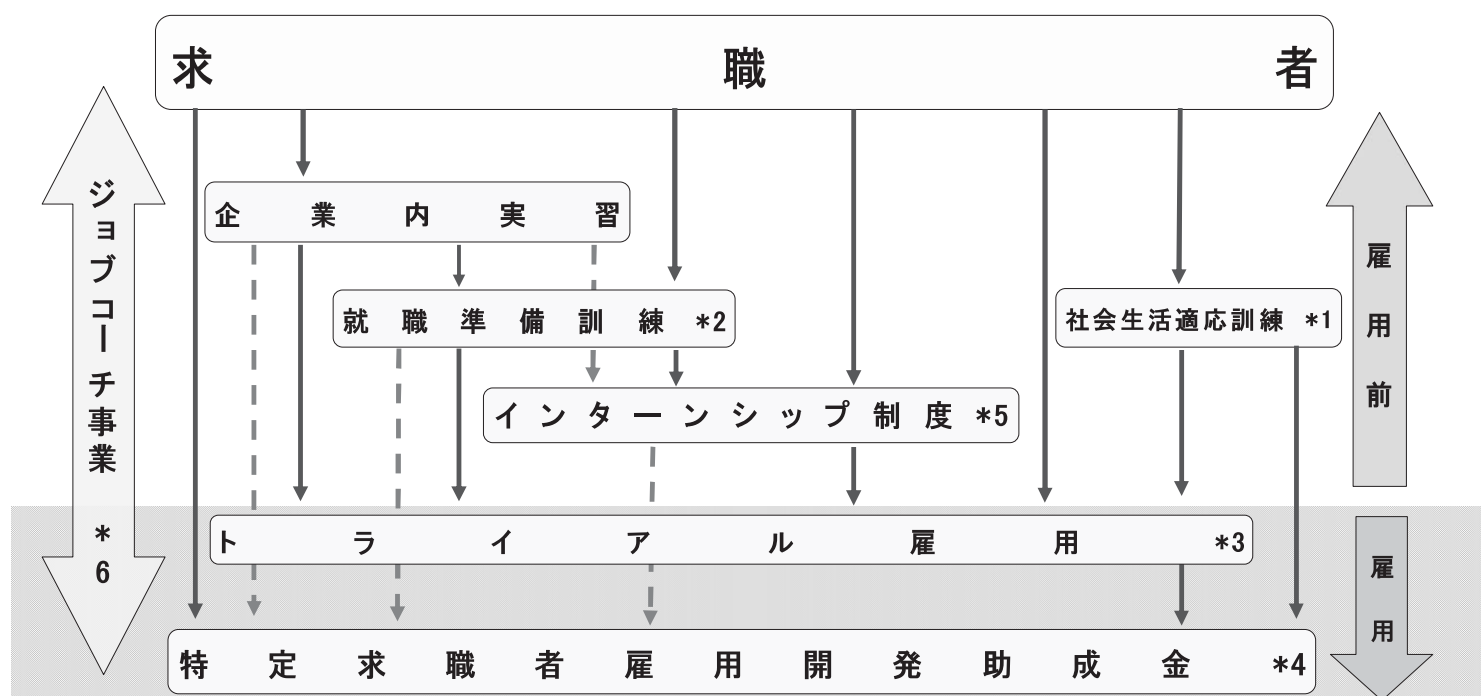 求職者
ジョブコーチ事業 *6
企業内実習
雇用前
就職準備訓練 *2
社会生活適応訓練 *1
インターンシップ制度 *5
トライアル雇用 *3
雇用
特定求職者雇用開発助成金 *4